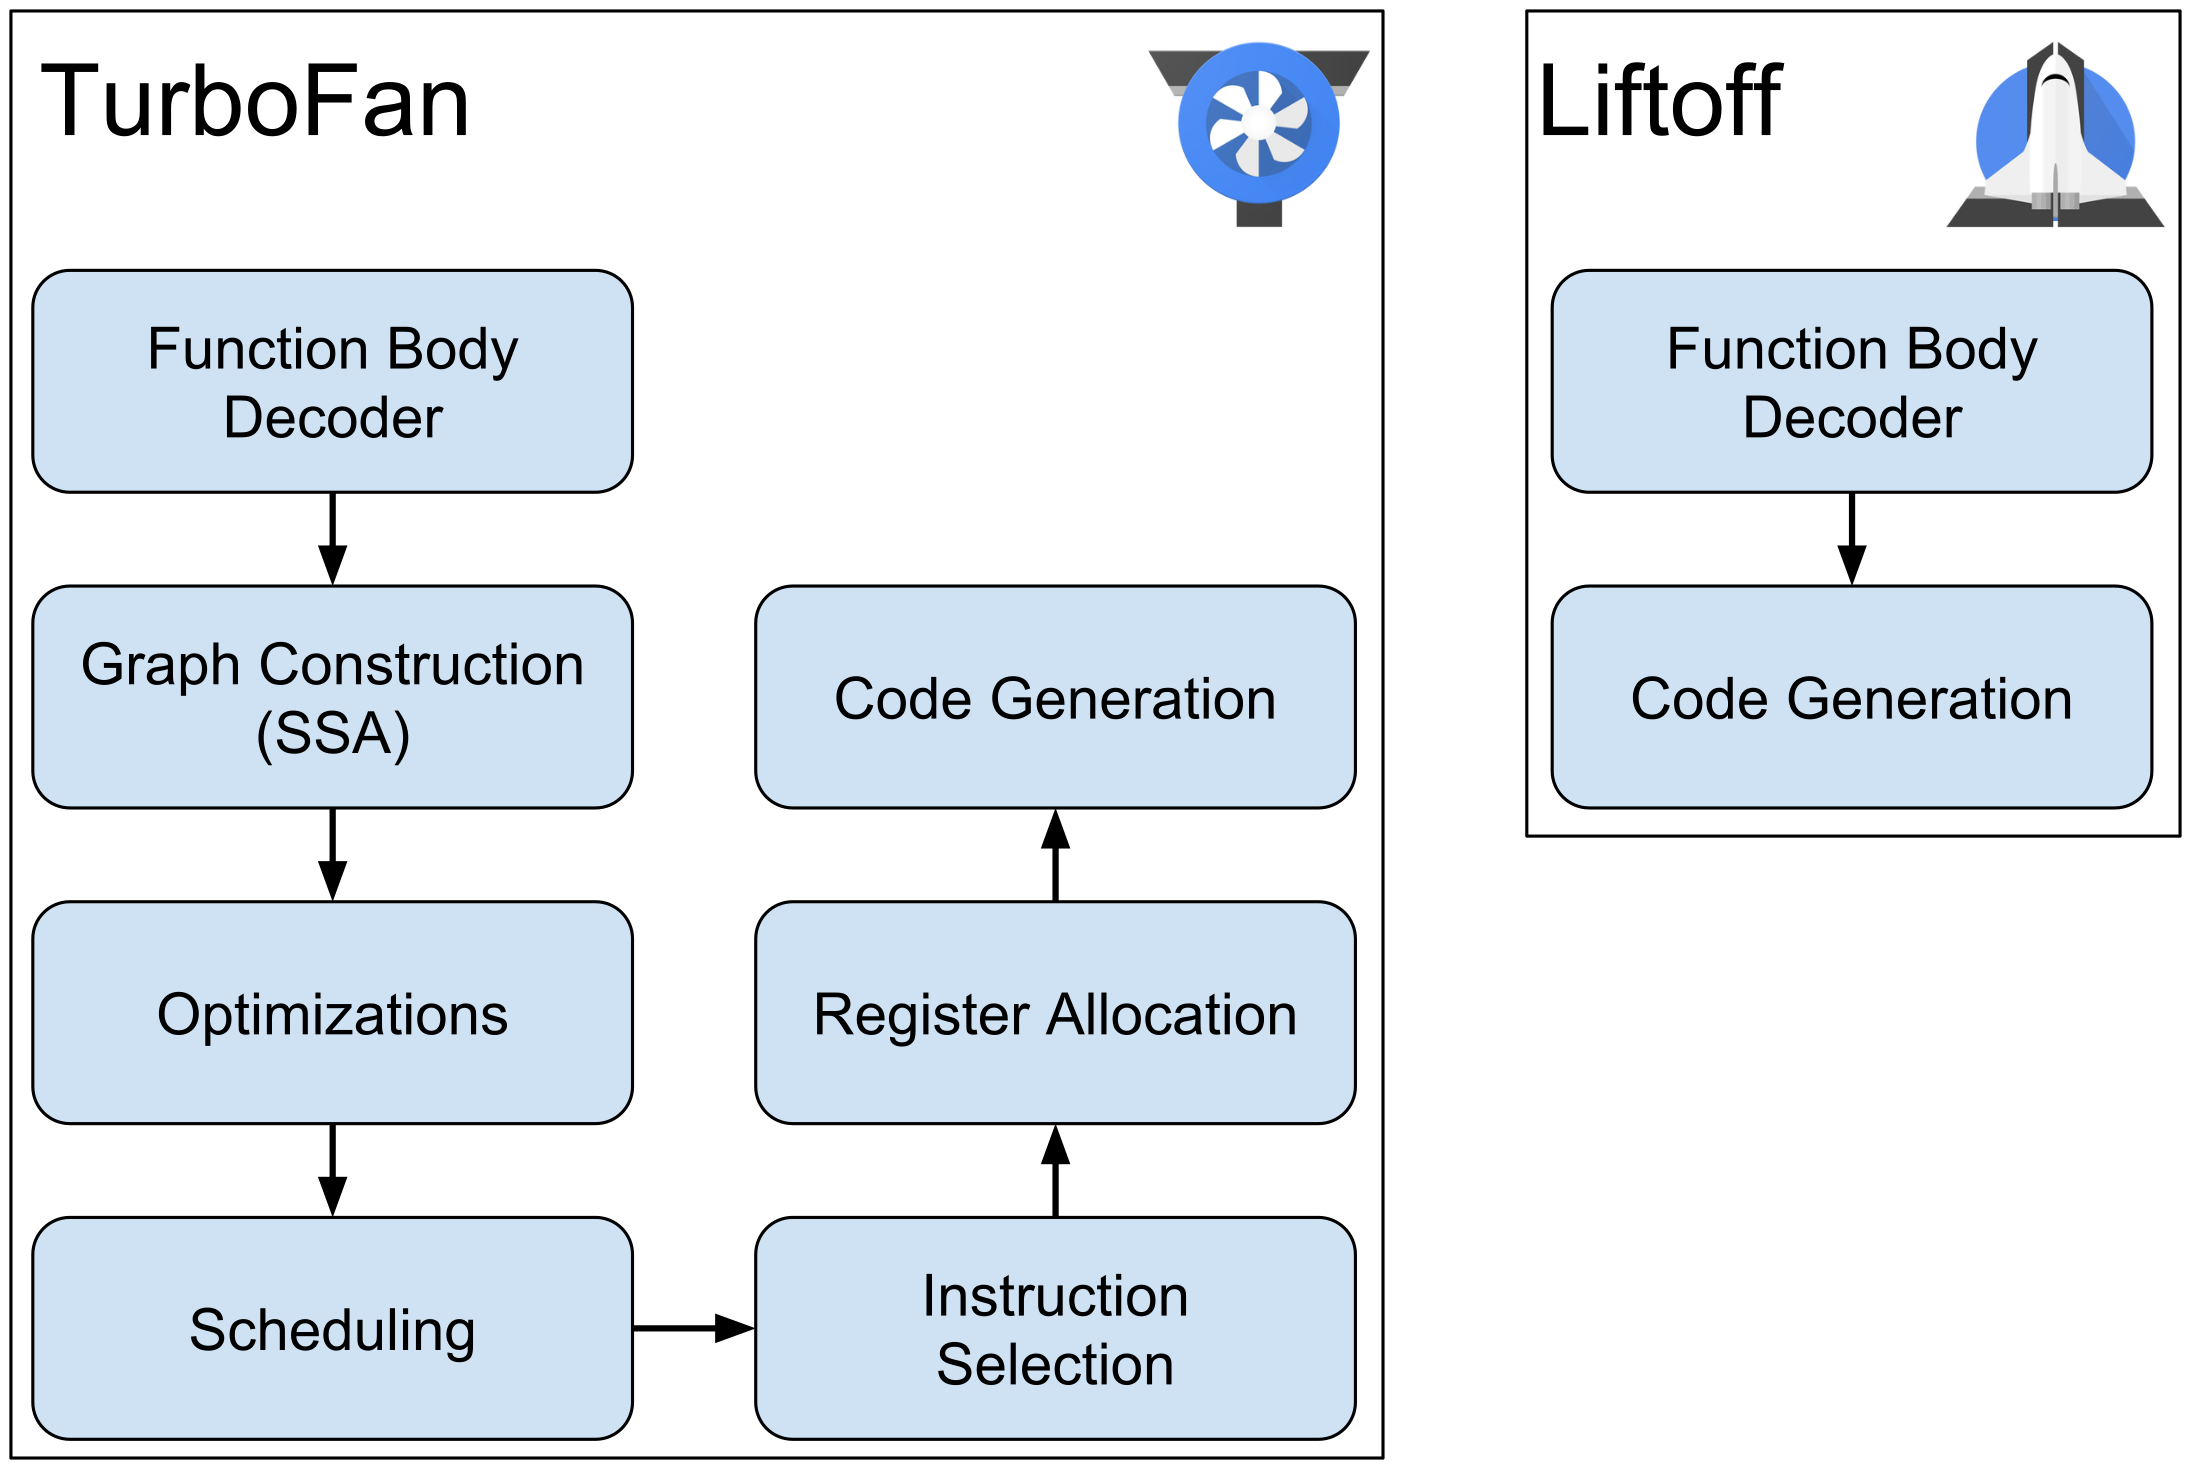 TurboFan
Function Body
Decoder
Graph Construction
(SSA)
Optimizations
Scheduling
Instruction
Selection
Register Allocation
Code Generation
Liftoff
Function Body
Decoder
Code Generation